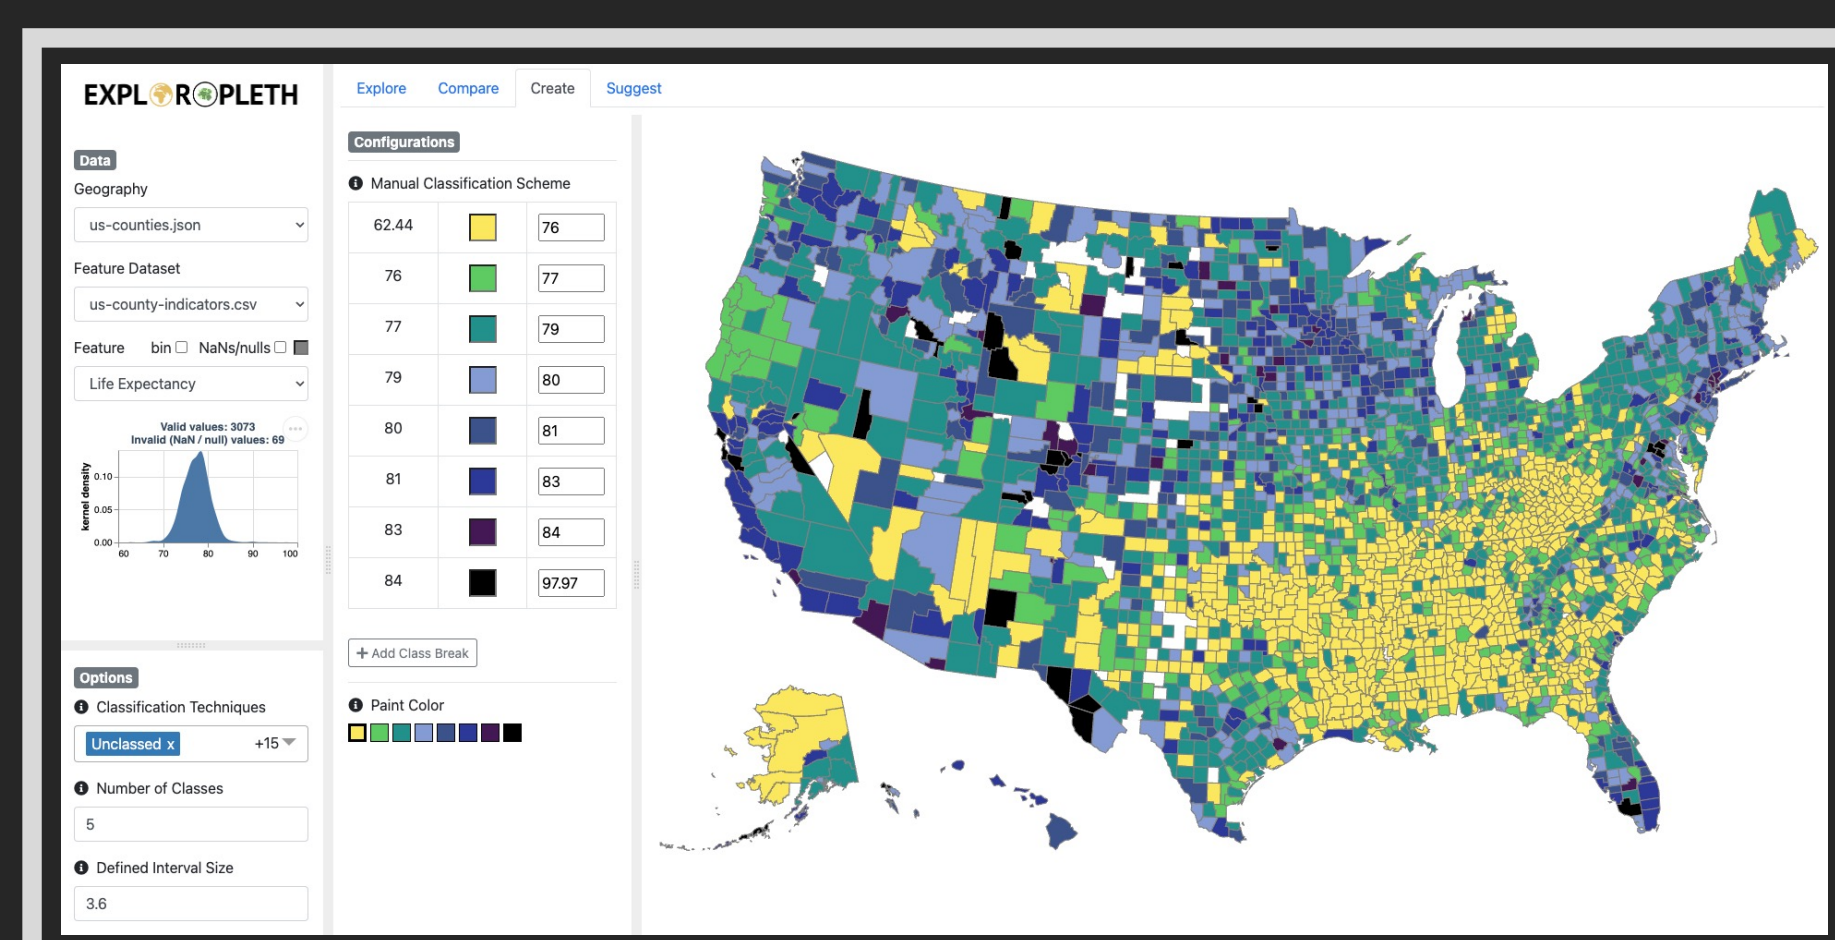 EXPLOROPLETH
Explore Compare Create Suggest
Data
Geography
us-counties.json
Feature Dataset
us-county-indicators.csv
Feature bin NaNs/nulls
Life Expectancy
Valid values: 3073
Invalid (NaN / null) values: 69
kernel density
0.10
0.05
0.00
60 70 80 90 100
Options
Classification Techniques
Unclassed x +15
Number of Classes
5
Defined Interval Size
3.6
Configurations
Manual Classification Scheme
62.44 76
76 77
77 79
79 80
80 81
81 83
83 84
84 97.97
+ Add Class Break
Paint Color